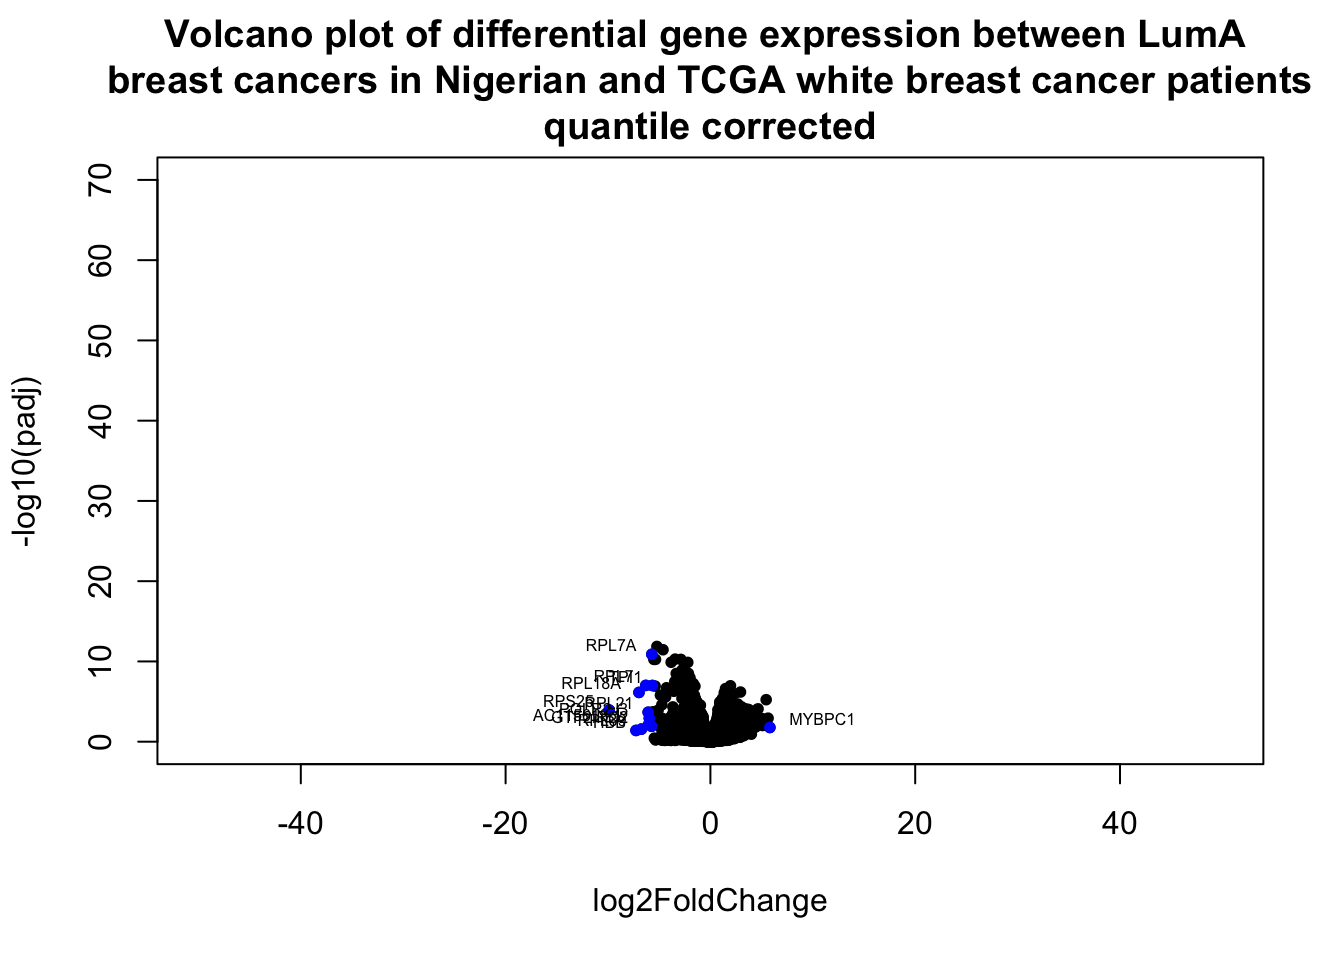 Volcano plot of differential gene expression between LumA
breast cancers in Nigerian and TCGA white breast cancer patients
quantile corrected
-log10(padj)
70
60
50
40
30
20
10
0
RPL7A
RPL18A
RPL21
MYBPC1
-40
-20
0
20
40
log2FoldChange